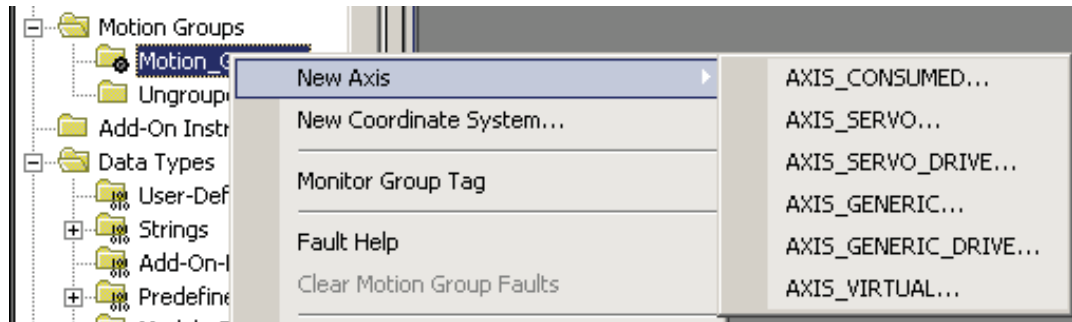 Motion Groups
Motion_G
Ungroup
Add-On Instr
Data Types
User-Def
Strings
Add-On-
Predefine
New Axis
New Coordinate System...
Monitor Group Tag
Fault Help
Clear Motion Group Faults
AXIS_CONSUMED...
AXIS_SERVO...
AXIS_SERVO_DRIVE...
AXIS_GENERIC...
AXIS_GENERIC_DRIVE...
AXIS_VIRTUAL...